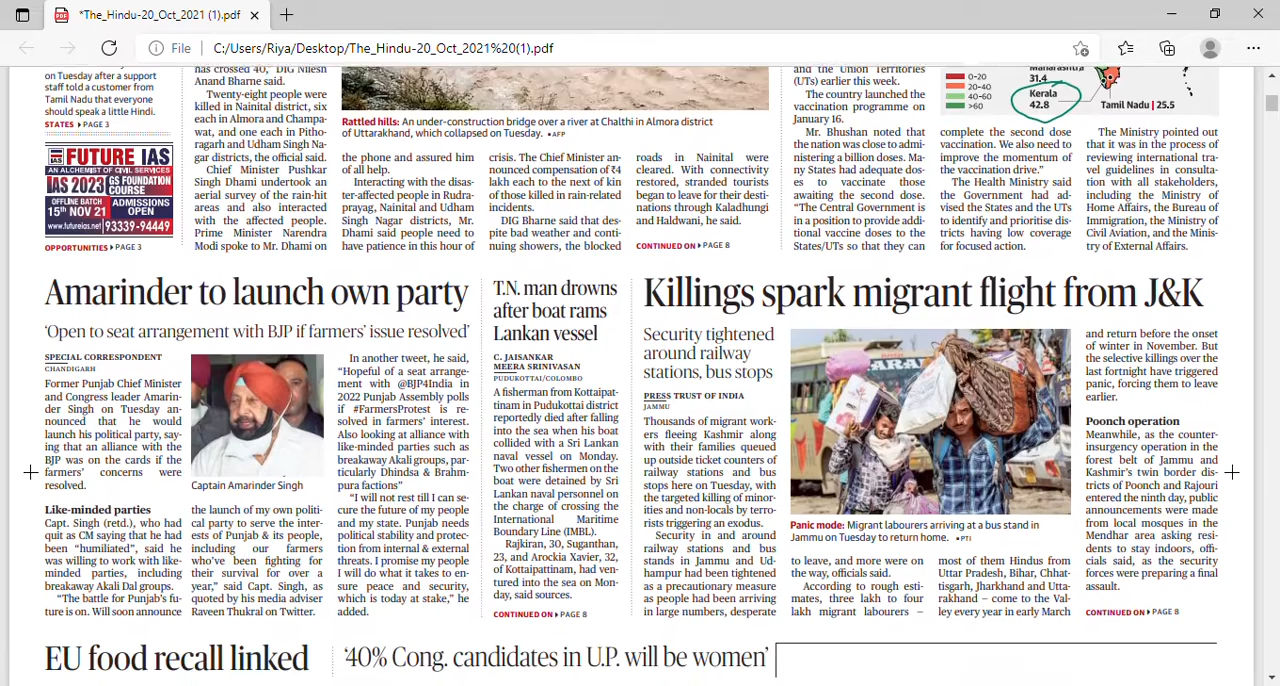 *The_Hindu-20_Oct_2021 (1).pdf
File
C:/Users/Riya/Desktop/The_Hindu-20_Oct_2021%20(1).pdf
on Tuesday after a support
staff told a customer from
Tamil Nadu that everyone
should speak a little Hindi.
STATES PAGE 3
FUTURE IAS
AN ALCHEMIST OF CIVIL SERVICES
IAS 2023 GS FOUNDATION
COURSE
OFFLINE BATCH
15th NOV 21
ADMISSIONS
OPEN
www.futureias.net 93339-94449
OPPORTUNITIES PAGE 3
has crossed 40," DIG Nilesh
Anand Bharne said.
Twenty-eight people were
killed in Nainital district, six
each in Almora and Champa-
wat, and one each in Pitho-
ragarh and Udham Singh Na-
gar districts, the official said.
Chief Minister Pushkar
Singh Dhami undertook an
aerial survey of the rain-hit
areas and also interacted
with the affected people.
Prime Minister Narendra
Modi spoke to Mr. Dhami on
Rattled hills: An under-construction bridge over a river at Chalthi in Almora district
of Uttarakhand, which collapsed on Tuesday. • AFP
the phone and assured him
of all help.
Interacting with the disas-
ter-affected people in Rudra-
prayag, Nainital and Udham
Singh Nagar districts, Mr.
Dhami said people need to
have patience in this hour of
crisis. The Chief Minister an-
nounced compensation of ₹4
lakh each to the next of kin
of those killed in rain-related
incidents.
DIG Bharne said that des-
pite bad weather and conti-
nuing showers, the blocked
roads in Nainital were
cleared. With connectivity
restored, stranded tourists
began to leave for their desti-
nations through Kaladhungi
and Haldwani, he said.
CONTINUED ON PAGE 8
and the Union Territories
(UTs) earlier this week.
The country launched the
vaccination programme on
January 16.
Mr. Bhushan noted that
the nation was close to admi-
nistering a billion doses. Ma-
ny States had adequate dos-
es to vaccinate those
awaiting the second dose.
"The Central Government is
in a position to provide addi-
tional vaccine doses to the
States/UTs so that they can
0-20
20-40
40-60
>60
Maharashtra
31.4
Kerala
42.8
Tamil Nadu | 25.5
complete the second dose
vaccination. We also need to
improve the momentum of
the vaccination drive."
The Health Ministry said
the Government had ad-
vised the States and the UTs
to identify and prioritise dis-
tricts having low coverage
for focused action.
The Ministry pointed out
that it was in the process of
reviewing international tra-
vel guidelines in consulta-
tion with all stakeholders,
including the Ministry of
Home Affairs, the Bureau of
Immigration, the Ministry of
Civil Aviation, and the Minis-
try of External Affairs.
Amarinder to launch own party
'Open to seat arrangement with BJP if farmers' issue resolved'
SPECIAL CORRESPONDENT
CHANDIGARH
Former Punjab Chief Minister
and Congress leader Amarin-
der Singh on Tuesday an-
nounced that he would
launch his political party, say-
ing that an alliance with the
BJP was on the cards if the
farmers' concerns were
resolved.
Like-minded parties
Capt. Singh (retd.), who had
quit as CM saying that he had
been "humiliated", said he
was willing to work with like-
minded parties, including
breakaway Akali Dal groups.
"The battle for Punjab's fu-
ture is on. Will soon announce
Captain Amarinder Singh
the launch of my own politi-
cal party to serve the inter-
ests of Punjab & its people,
including our farmers
who've been fighting for
their survival for over a
year," said Capt. Singh, as
quoted by his media adviser
Raveen Thukral on Twitter.
In another tweet, he said,
"Hopeful of a seat arrange-
ment with @BJP4India in
2022 Punjab Assembly polls
if #FarmersProtest is re-
solved in farmers' interest.
Also looking at alliance with
like-minded parties such as
breakaway Akali groups, par-
ticularly Dhindsa & Brahm-
pura factions"
"I will not rest till I can se-
cure the future of my people
and my state. Punjab needs
political stability and protec-
tion from internal & external
threats. I promise my people
I will do what it takes to en-
sure peace and security,
which is today at stake," he
added.
T.N. man drowns
after boat rams
Lankan vessel
C. JAISANKAR
MEERA SRINIVASAN
PUDUKOTTAI/COLOMBO
A fisherman from Kottaipat-
tinam in Pudukottai district
reportedly died after falling
into the sea when his boat
collided with a Sri Lankan
naval vessel on Monday.
Two other fishermen on the
boat were detained by Sri
Lankan naval personnel on
the charge of crossing the
International Maritime
Boundary Line (IMBL).
Rajkiran, 30, Suganthan,
23, and Arockia Xavier, 32,
of Kottaipattinam, had ven-
tured into the sea on Mon-
day, said sources.
CONTINUED ON PAGE 8
Killings spark migrant flight from J&K
Security tightened
around railway
stations, bus stops
PRESS TRUST OF INDIA
JAMMU
Thousands of migrant work-
ers fleeing Kashmir along
with their families queued
up outside ticket counters of
railway stations and bus
stops here on Tuesday, with
the targeted killing of minor-
ities and non-locals by terro-
rists triggering an exodus.
Security in and around
railway stations and bus
stands in Jammu and Ud-
hampur had been tightened
as a precautionary measure
as people had been arriving
in large numbers, desperate
Panic mode: Migrant labourers arriving at a bus stand in
Jammu on Tuesday to return home. • PTI
to leave, and more were on
the way, officials said.
According to rough esti-
mates, three lakh to four
lakh migrant labourers –
most of them Hindus from
Uttar Pradesh, Bihar, Chhat-
tisgarh, Jharkhand and Utta-
rakhand – come to the Val-
ley every year in early March
and return before the onset
of winter in November. But
the selective killings over the
last fortnight have triggered
panic, forcing them to leave
earlier.
Poonch operation
Meanwhile, as the counter-
insurgency operation in the
forest belt of Jammu and
Kashmir's twin border dis-
tricts of Poonch and Rajouri
entered the ninth day, public
announcements were made
from local mosques in the
Mendhar area asking resi-
dents to stay indoors, offi-
cials said, as the security
forces were preparing a final
assault.
CONTINUED ON PAGE 8
EU food recall linked
'40% Cong. candidates in U.P. will be women'